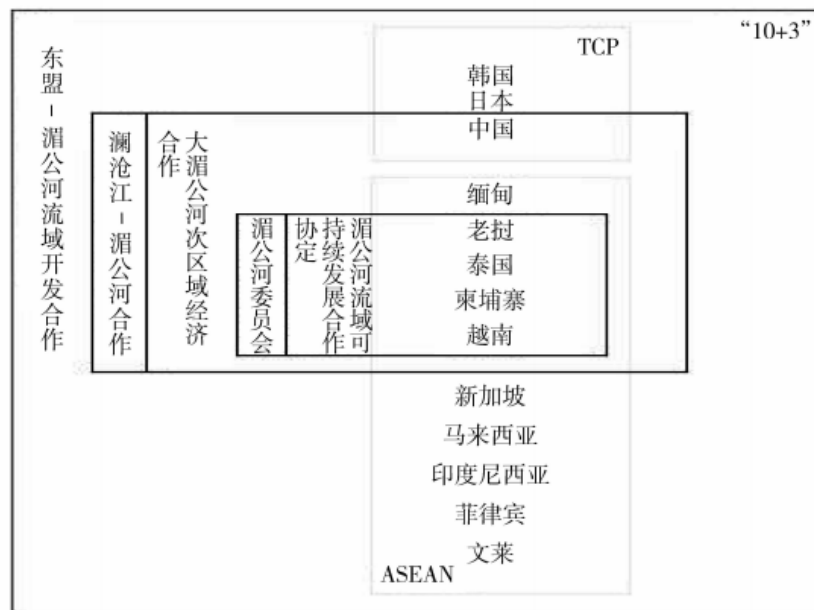 “10+3”
TCP
韩国
日本
中国
东盟-湄公河流域开发合作
澜沧江-湄公河合作
大湄公河次区域经济
合作
湄公河委员会
湄公河流域可
持续发展合作
协定
缅甸
老挝
泰国
柬埔寨
越南
新加坡
马来西亚
印度尼西亚
菲律宾
文莱
ASEAN